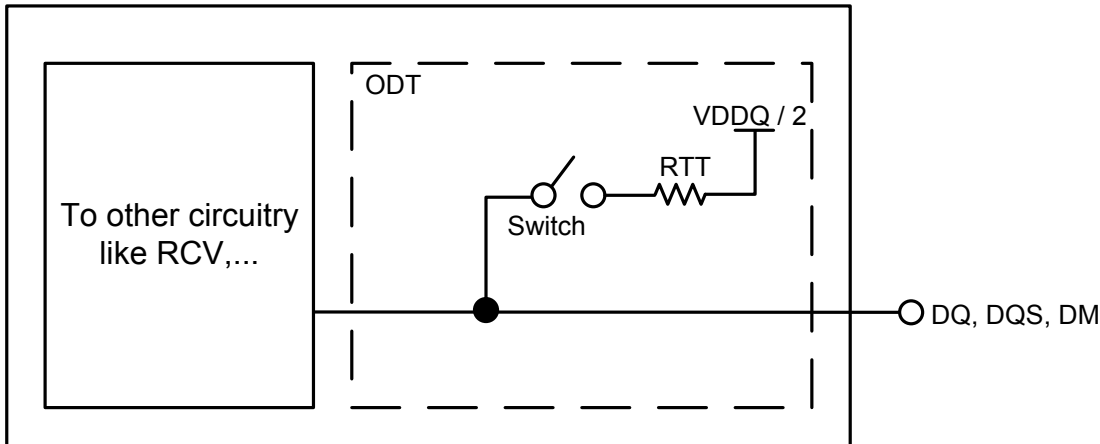 ODT
VDDQ / 2
RTT
Switch
To other circuitry
like RCV,...
DQ, DQS, DM